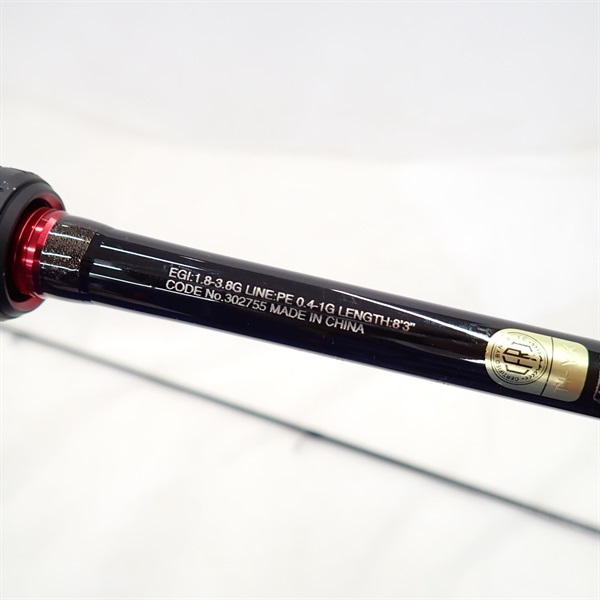 EGI:1.8-3.8G LINE:PE 0.4-1G LENGTH:8'3"
CODE No.302755 MADE IN CHINA